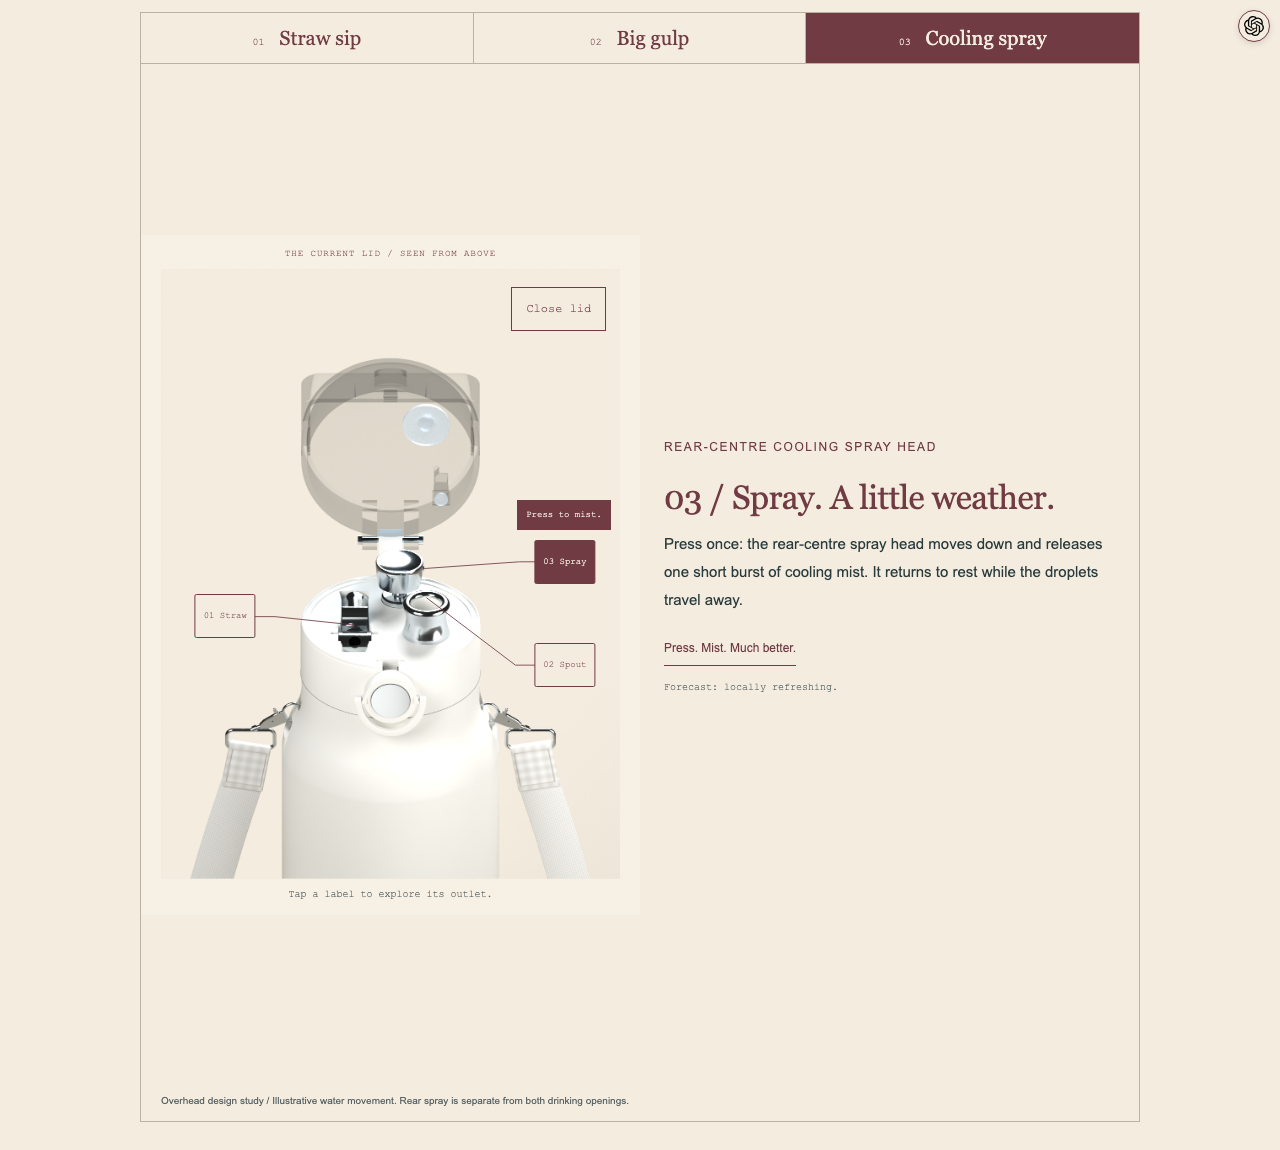 01 Straw sip
02 Big gulp
03 Cooling spray
THE CURRENT LID / SEEN FROM ABOVE
Close lid
Press to mist.
03 Spray
01 Straw
02 Spout
Tap a label to explore its outlet.
REAR-CENTRE COOLING SPRAY HEAD
03 / Spray. A little weather.
Press once: the rear-centre spray head moves down and releases
one short burst of cooling mist. It returns to rest while the droplets
travel away.
Press. Mist. Much better.
Forecast: locally refreshing.
Overhead design study / Illustrative water movement. Rear spray is separate from both drinking openings.